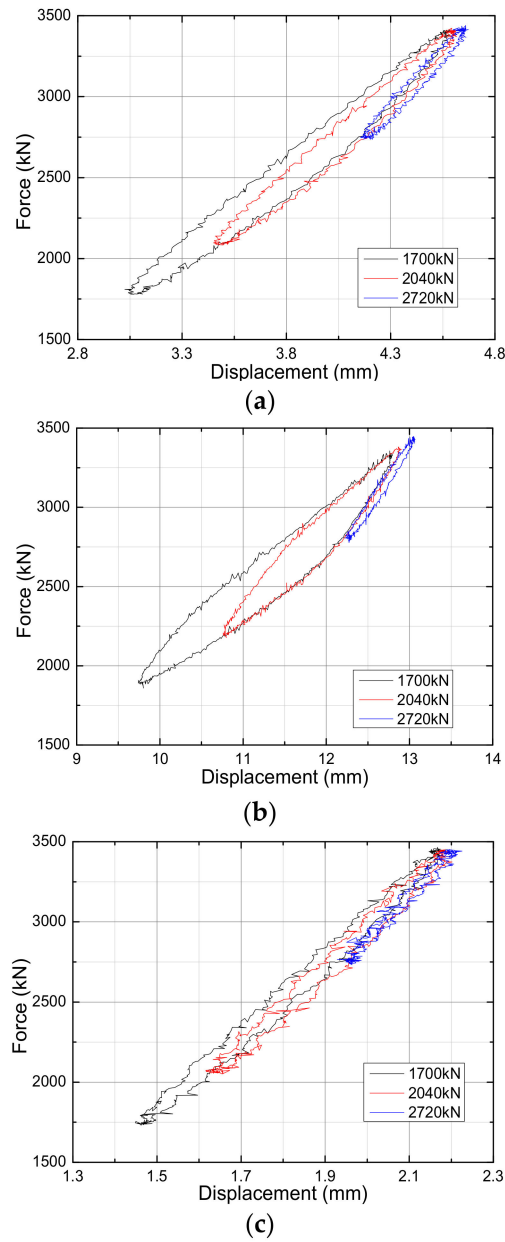 3500
3000
2500
2000
1500
Force (kN)
1700kN
2040kN
2720kN
2.8 3.3 3.8 4.3 4.8
Displacement (mm)
(a)
3500
3000
2500
2000
1500
Force (kN)
1700kN
2040kN
2720kN
9 10 11 12 13 14
Displacement (mm)
(b)
3500
3000
2500
2000
1500
Force (kN)
1700kN
2040kN
2720kN
1.3 1.5 1.7 1.9 2.1 2.3
Displacement (mm)
(c)